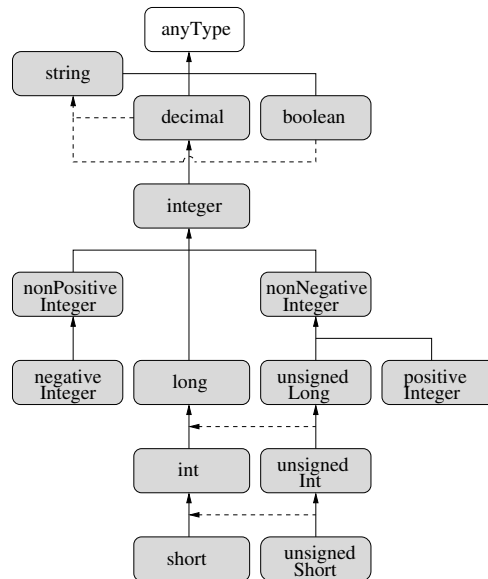 anyType
string
decimal
boolean
integer
nonPositive
Integer
nonNegative
Integer
negative
Integer
long
unsigned
Long
positive
Integer
int
unsigned
Int
short
unsigned
Short